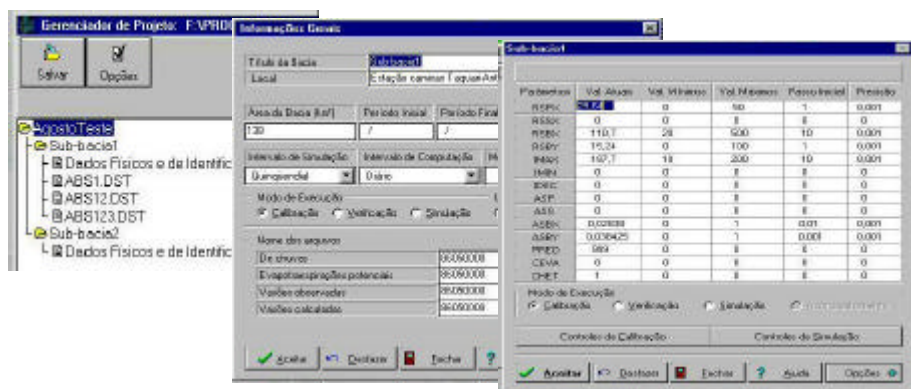 Gerenciador de Projeto: F:\PRO
Salvar
Opções
AgostoTeste
Sub-bacia1
Dados Físicos e de Identific
ABS1.DST
ABS12.DST
ABS123.DST
Sub-bacia2
Dados Físicos e de Identific
Informações Gerais
Título da Bacia
Sub-bacia1
Local
Área da Bacia (km²)
Período Inicial
Período Final
/
/
Intervalo de Simulação
Intervalo de Computação
Quinqüendial
Diário
Modo de Execução
Calibração
Verificação
Simulação
Nome dos arquivos
De chuvas
Evapotranspirações potenciais
Vazões observadas
Vazões calculadas
Aceitar
Desfazer
Fechar
?
Sub-bacia1
Parâmetros Val. Atuais Val. Mínimos Val. Máximos Passo Inicial Precisão
RSPX 0 50 1 0,001
RSSX 0 0 0 0 0
RSBX 110,7 20 500 10 0,001
RSBY 15,24 0 100 1 0,001
IMAX 187,7 10 200 10 0,001
IMIN 0 0 0 0 0
IDEC 0 0 0 0 0
ASP 0 0 0 0 0
ASS 0 0 0 0 0
ASBX 0 1 0,01 0,001
ASBY 0,038425 0 1 0,001 0,001
PRED 999 0 0 0 0
CEVA 0 0 0 0 0
CHET 1 0 0 0 0
Modo de Execução
Calibração
Verificação
Simulação
Controles de Calibração
Controles de Simulação
Aceitar
Desfazer
Fechar
? Ajuda
Opções